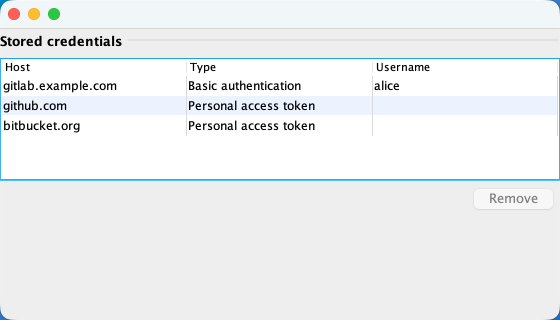 Stored credentials
Host Type Username
gitlab.example.com Basic authentication alice
github.com Personal access token
bitbucket.org Personal access token
Remove